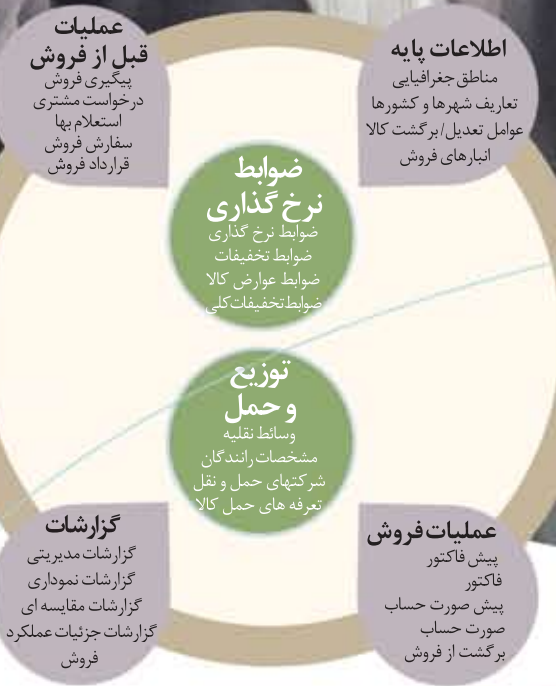 اطلاعات پایه
مناطق جغرافیایی
تعاریف شهرها و کشورها
عوامل تعدیل/برگشت کالا
انبارهای فروش
عملیات
قبل از فروش
پیگیری فروش
درخواست مشتری
استعلام بها
سفارش فروش
قرارداد فروش
ضوابط
نرخ گذاری
ضوابط نرخ گذاری
ضوابط تخفیفات
ضوابط عوارض کالا
ضوابط تخفیفات کلی
توزیع
و حمل
وسائط نقلیه
مشخصات رانندگان
شرکتهای حمل و نقل
تعرفه های حمل کالا
عملیات فروش
پیش فاکتور
فاکتور
پیش صورت حساب
صورت حساب
برگشت از فروش
گزارشات
گزارشات مدیریتی
گزارشات نموداری
گزارشات مقایسه ای
گزارشات جزئیات عملکرد
فروش